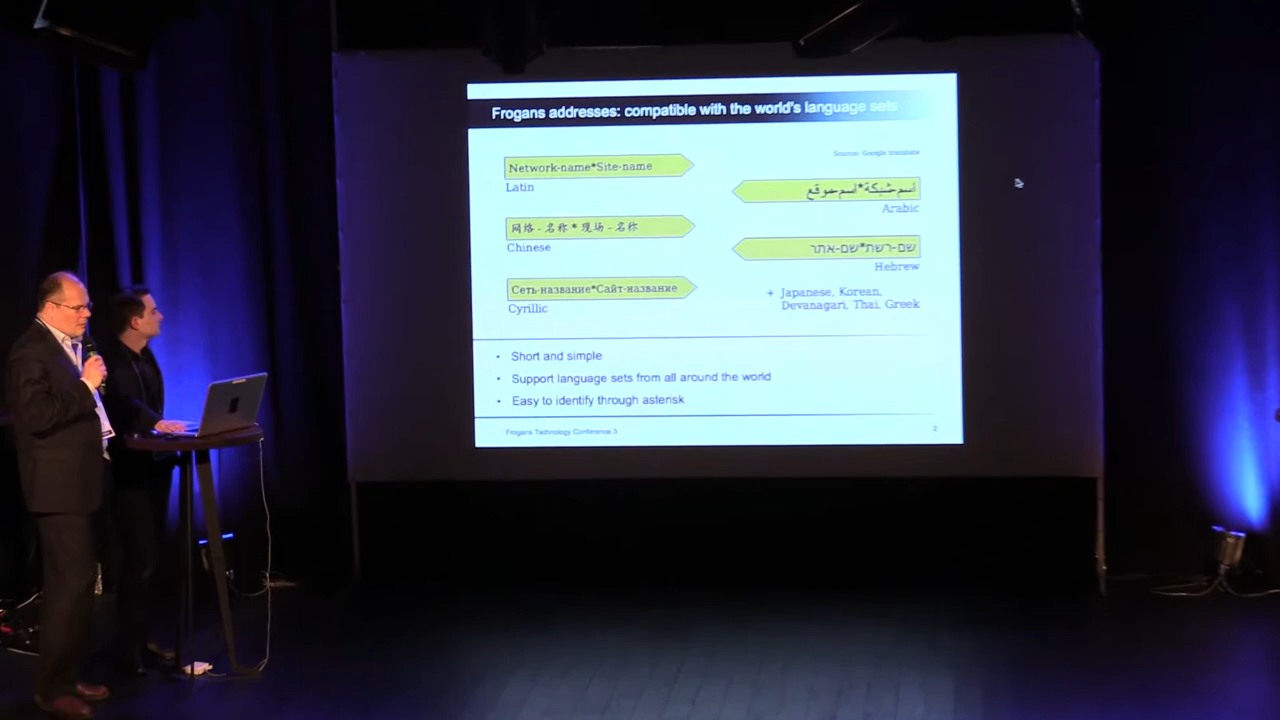 Frogans addresses: compatible with the world's language sets
Source: Google translate
Network-name*Site-name
Latin
网络 - 名称 * 现场 - 名称
Chinese
Сеть-название*Сайт-название
Cyrillic
اسم-شبكة*اسم-موقع
Arabic
שם-רשת*שם-אתר
Hebrew
+ Japanese, Korean,
Devanagari, Thai, Greek
• Short and simple
• Support language sets from all around the world
• Easy to identify through asterisk
Frogans Technology Conference 3
2